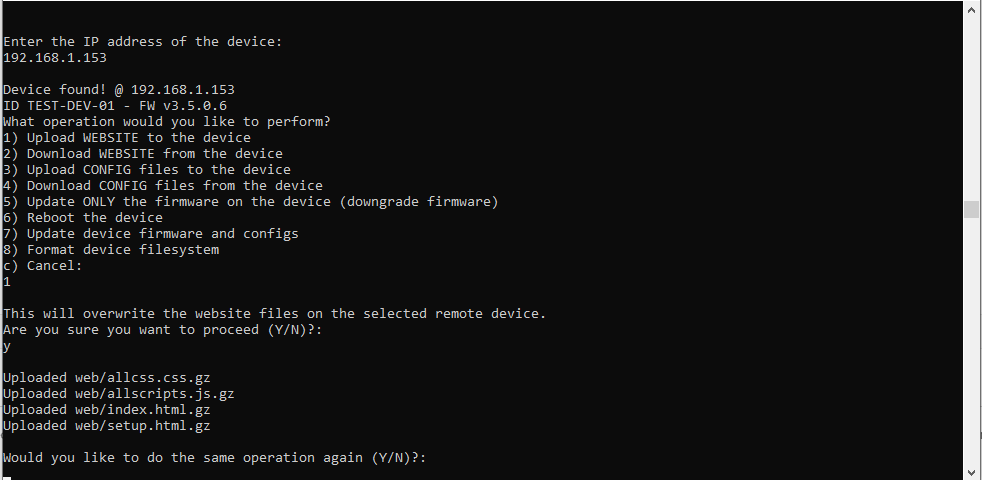 Enter the IP address of the device:
192.168.1.153
Device found! @ 192.168.1.153
ID TEST-DEV-01 - FW v3.5.0.6
What operation would you like to perform?
1) Upload WEBSITE to the device
2) Download WEBSITE from the device
3) Upload CONFIG files to the device
4) Download CONFIG files from the device
5) Update ONLY the firmware on the device (downgrade firmware)
6) Reboot the device
7) Update device firmware and configs
8) Format device filesystem
c) Cancel:
1
This will overwrite the website files on the selected remote device.
Are you sure you want to proceed (Y/N)?:
y
Uploaded web/allcss.css.gz
Uploaded web/allscripts.js.gz
Uploaded web/index.html.gz
Uploaded web/setup.html.gz
Would you like to do the same operation again (Y/N)?: